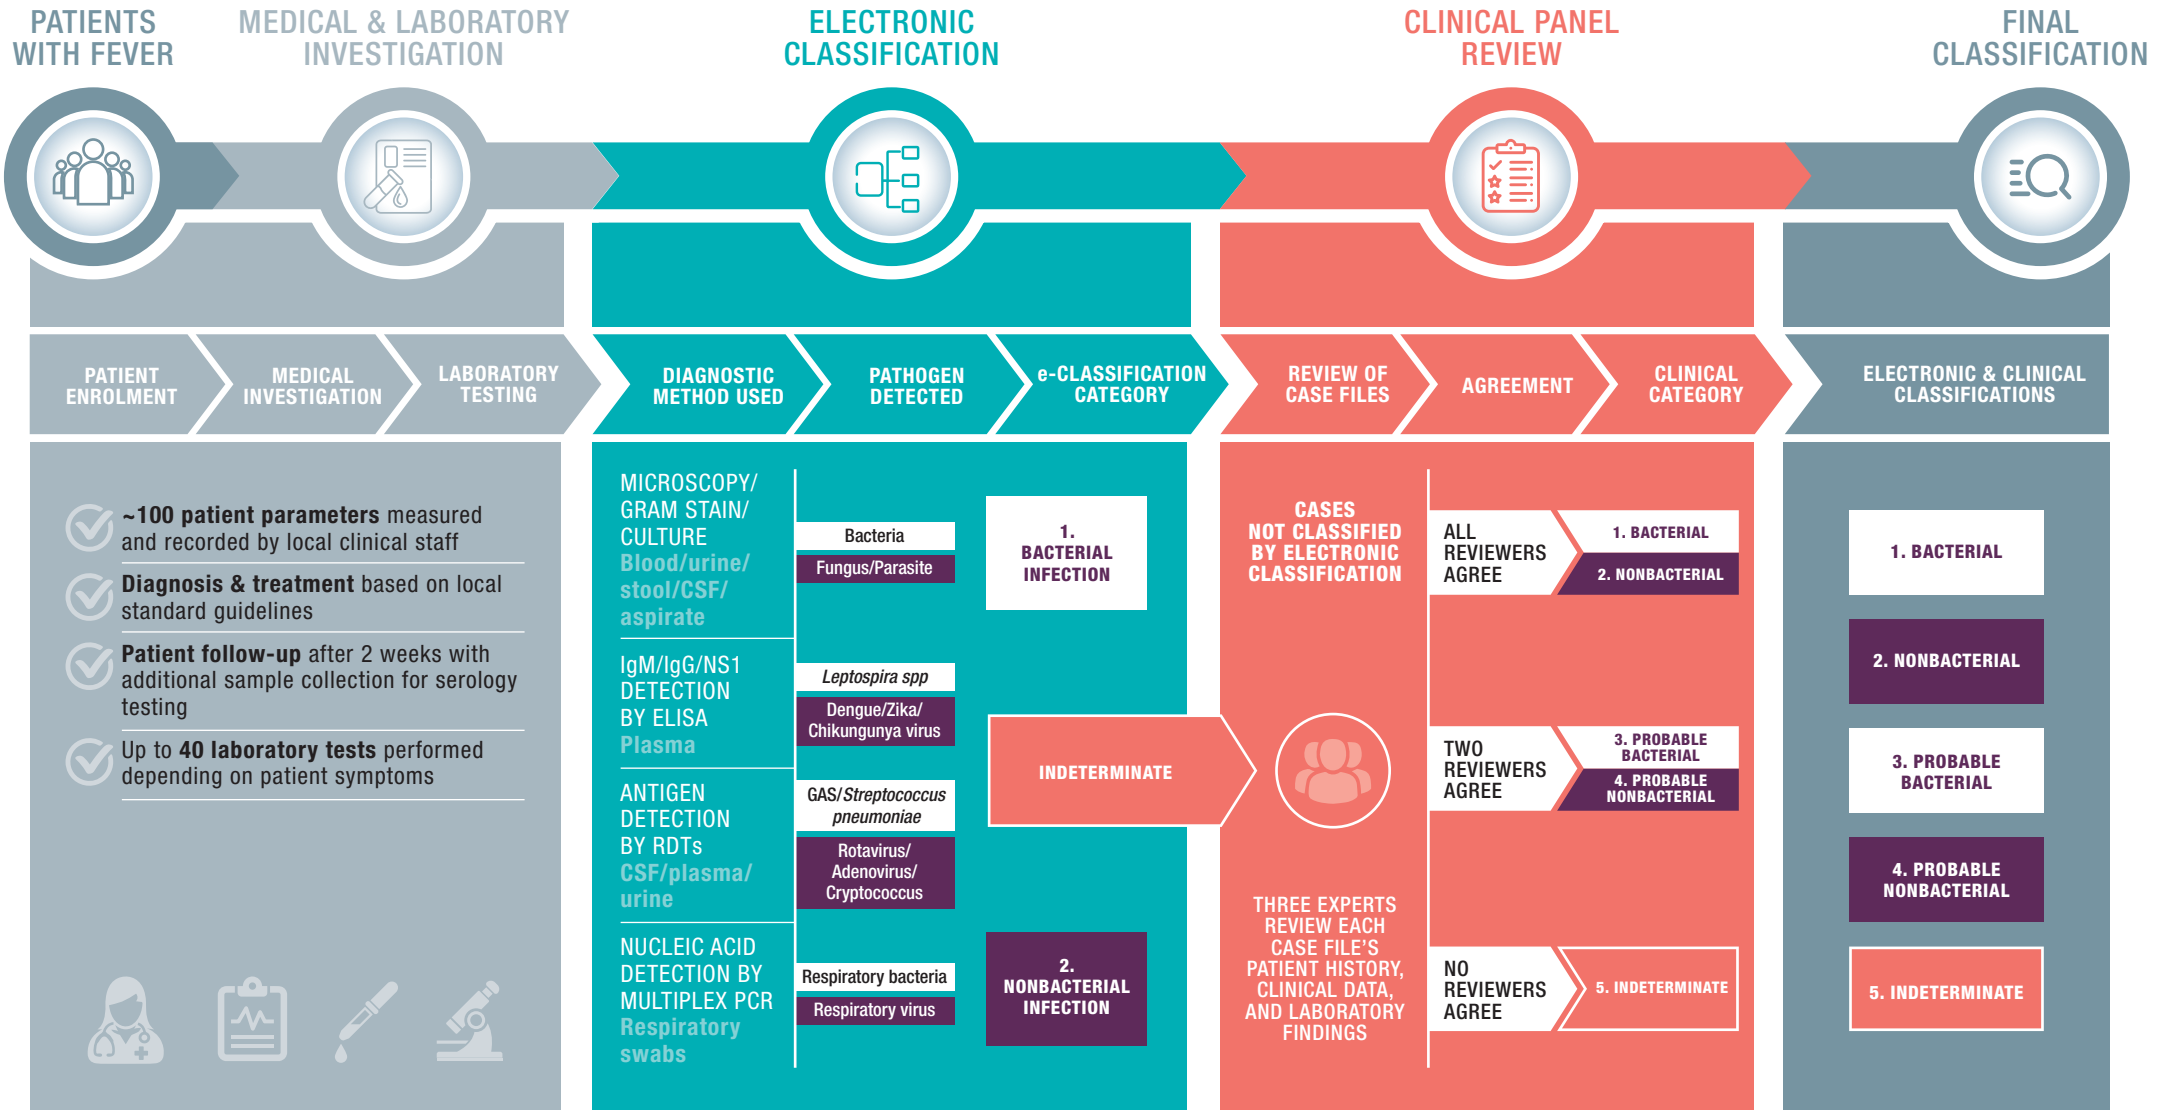 PATIENTS
WITH FEVER
MEDICAL & LABORATORY
INVESTIGATION
ELECTRONIC
CLASSIFICATION
CLINICAL PANEL
REVIEW
FINAL
CLASSIFICATION
PATIENT
ENROLMENT
MEDICAL
INVESTIGATION
LABORATORY
TESTING
DIAGNOSTIC
METHOD USED
PATHOGEN
DETECTED
e-CLASSIFICATION
CATEGORY
REVIEW OF
CASE FILES
AGREEMENT
CLINICAL
CATEGORY
ELECTRONIC & CLINICAL
CLASSIFICATIONS
~100 patient parameters measured
and recorded by local clinical staff
Diagnosis & treatment based on local
standard guidelines
Patient follow-up after 2 weeks with
additional sample collection for serology
testing
Up to 40 laboratory tests performed
depending on patient symptoms
MICROSCOPY/
GRAM STAIN/
CULTURE
Blood/urine/
stool/CSF/
aspirate
Bacteria
Fungus/Parasite
IgM/IgG/NS1
DETECTION
BY ELISA
Plasma
Leptospira spp
Dengue/Zika/
Chikungunya virus
ANTIGEN
DETECTION
BY RDTs
CSF/plasma/
urine
GAS/Streptococcus
pneumoniae
Rotavirus/
Adenovirus/
Cryptococcus
NUCLEIC ACID
DETECTION BY
MULTIPLEX PCR
Respiratory
swabs
Respiratory bacteria
Respiratory virus
1.
BACTERIAL
INFECTION
INDETERMINATE
2.
NONBACTERIAL
INFECTION
CASES
NOT CLASSIFIED
BY ELECTRONIC
CLASSIFICATION
THREE EXPERTS
REVIEW EACH
CASE FILE'S
PATIENT HISTORY,
CLINICAL DATA,
AND LABORATORY
FINDINGS
ALL
REVIEWERS
AGREE
1. BACTERIAL
2. NONBACTERIAL
TWO
REVIEWERS
AGREE
3. PROBABLE
BACTERIAL
4. PROBABLE
NONBACTERIAL
NO
REVIEWERS
AGREE
5. INDETERMINATE
1. BACTERIAL
2. NONBACTERIAL
3. PROBABLE
BACTERIAL
4. PROBABLE
NONBACTERIAL
5. INDETERMINATE